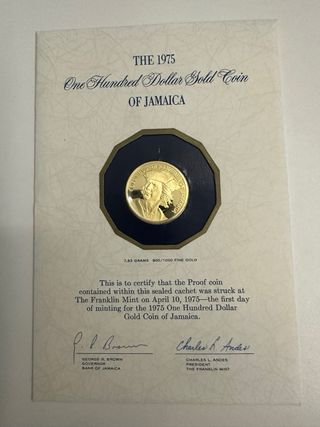 THE 1975
One Hundred Dollar Gold Coin
OF JAMAICA
7.83 GRAMS 900/1000 FINE GOLD
This is to certify that the Proof coin
contained within this sealed cachet was struck at
The Franklin Mint on April 10, 1975—the first day
of minting for the 1975 One Hundred Dollar
Gold Coin of Jamaica.
Charles L. Andes
GEORGE R. BROWN
GOVERNOR
BANK OF JAMAICA
CHARLES L. ANDES
PRESIDENT
THE FRANKLIN MINT